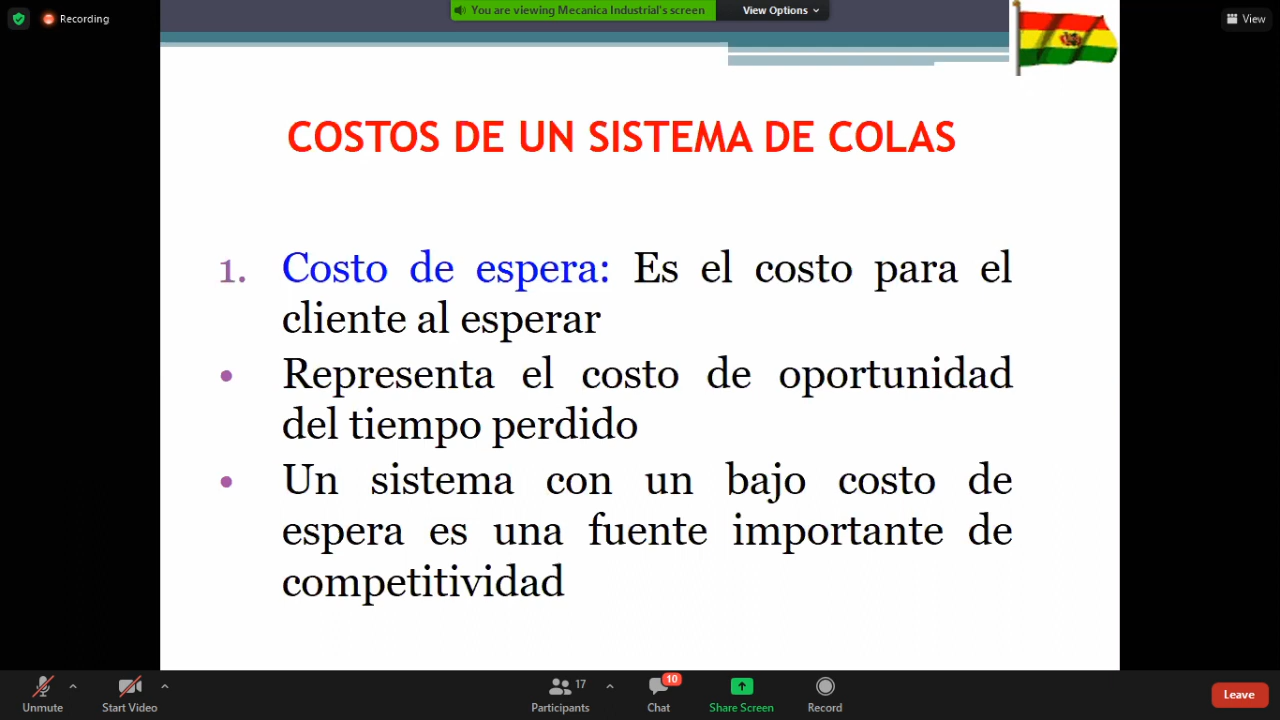 Recording
You are viewing Mecanica Industrial's screen
View Options
View
COSTOS DE UN SISTEMA DE COLAS
1. Costo de espera: Es el costo para el
cliente al esperar
• Representa el costo de oportunidad
del tiempo perdido
• Un sistema con un bajo costo de
espera es una fuente importante de
competitividad
Unmute
Start Video
17
Participants
10
Chat
Share Screen
Record
Leave